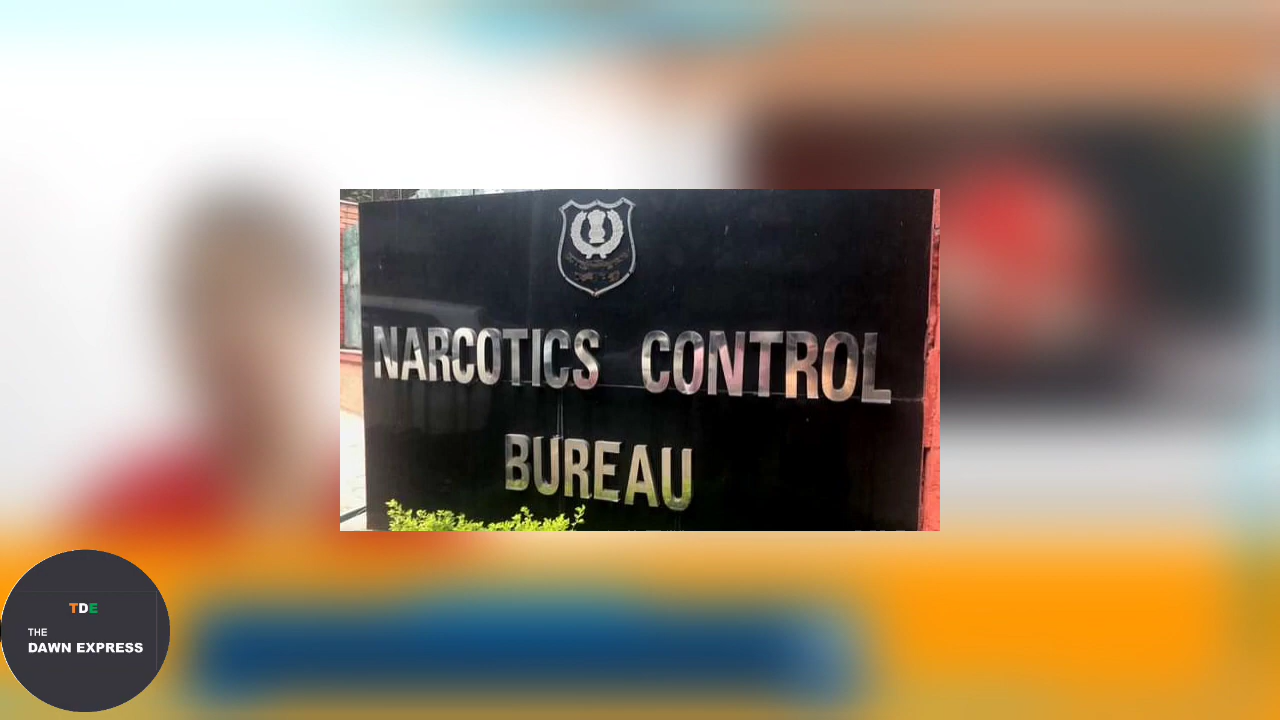 NARCOTICS CONTROL
BUREAU
TDE
THE
DAWN EXPRESS